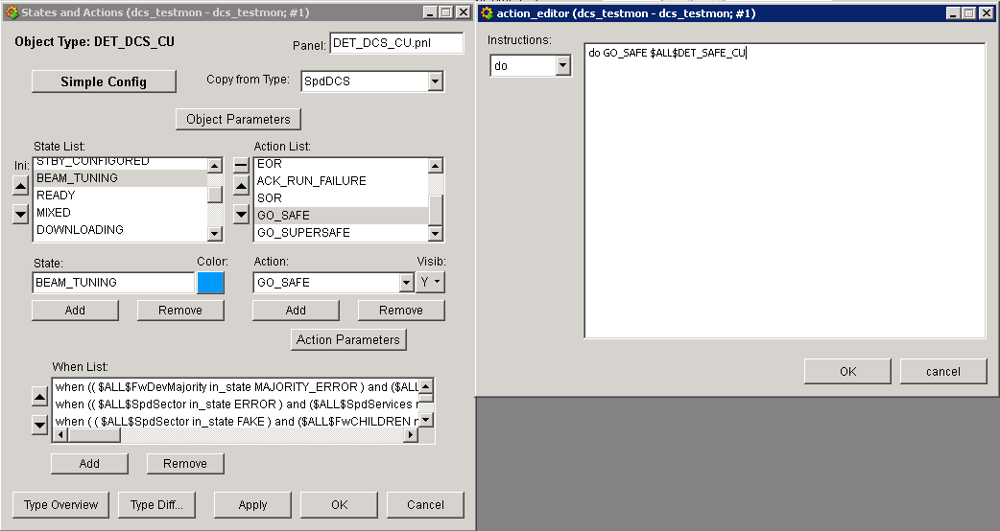 States and Actions (dcs_testmon - dcs_testmon; #1)
Object Type: DET_DCS_CU
Panel: DET_DCS_CU.pnl
Simple Config
Copy from Type: SpdDCS
Object Parameters
State List:
Ini:
STBY_CONFIGURED
BEAM_TUNING
READY
MIXED
DOWNLOADING
Action List:
EOR
ACK_RUN_FAILURE
SOR
GO_SAFE
GO_SUPERSAFE
State:
Color:
BEAM_TUNING
Add
Remove
Action:
Visib:
GO_SAFE
Y
Add
Remove
Action Parameters
When List:
when (( $ALL$FwDevMajority in_state MAJORITY_ERROR ) and ($ALL
when (( $ALL$SpdSector in_state ERROR ) and ($ALL$SpdServices r
when ( ( $ALL$SpdSector in_state FAKE ) and ($ALL$FwCHILDREN r
Add
Remove
Type Overview
Type Diff...
Apply
OK
Cancel
action_editor (dcs_testmon - dcs_testmon; #1)
Instructions:
do
do GO_SAFE $ALL$DET_SAFE_CU
OK
cancel